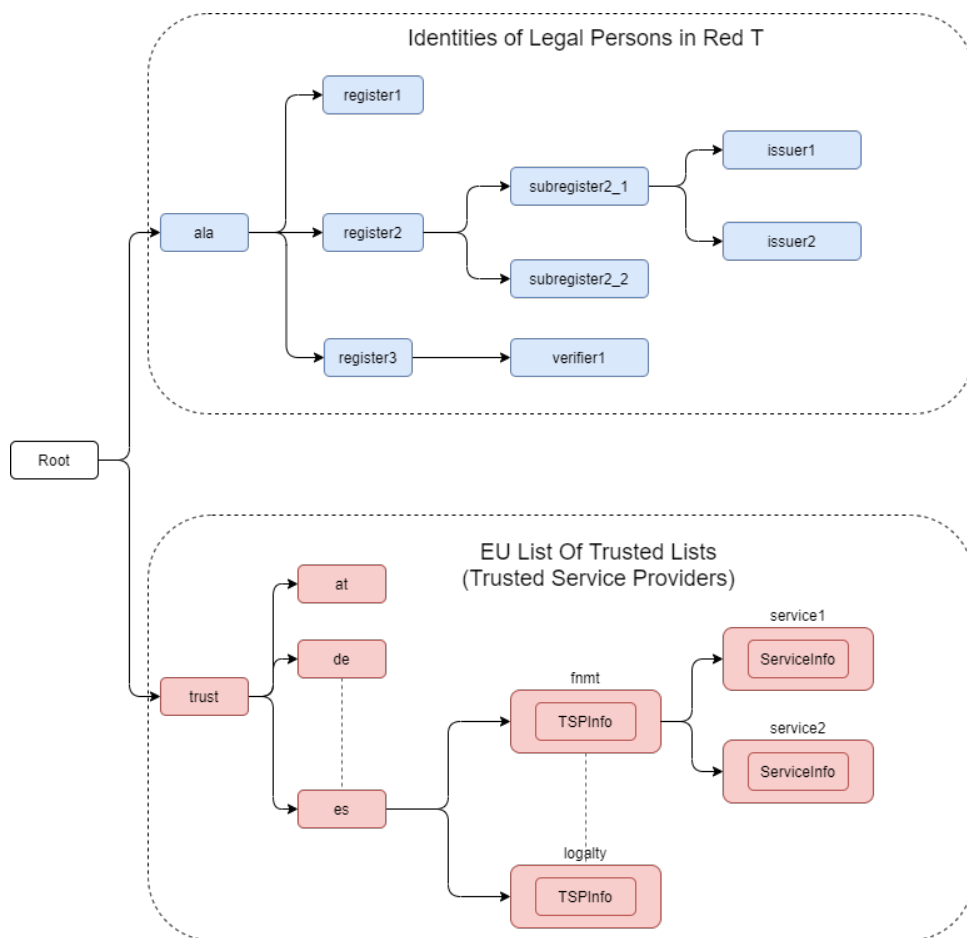 Identities of Legal Persons in Red T
register1
issuer1
subregister2_1
ala
register2
issuer2
subregister2_2
register3
verifier1
Root
EU List Of Trusted Lists
(Trusted Service Providers)
at
service1
de
ServiceInfo
fnmt
trust
TSPInfo
service2
ServiceInfo
es
logalty
TSPInfo